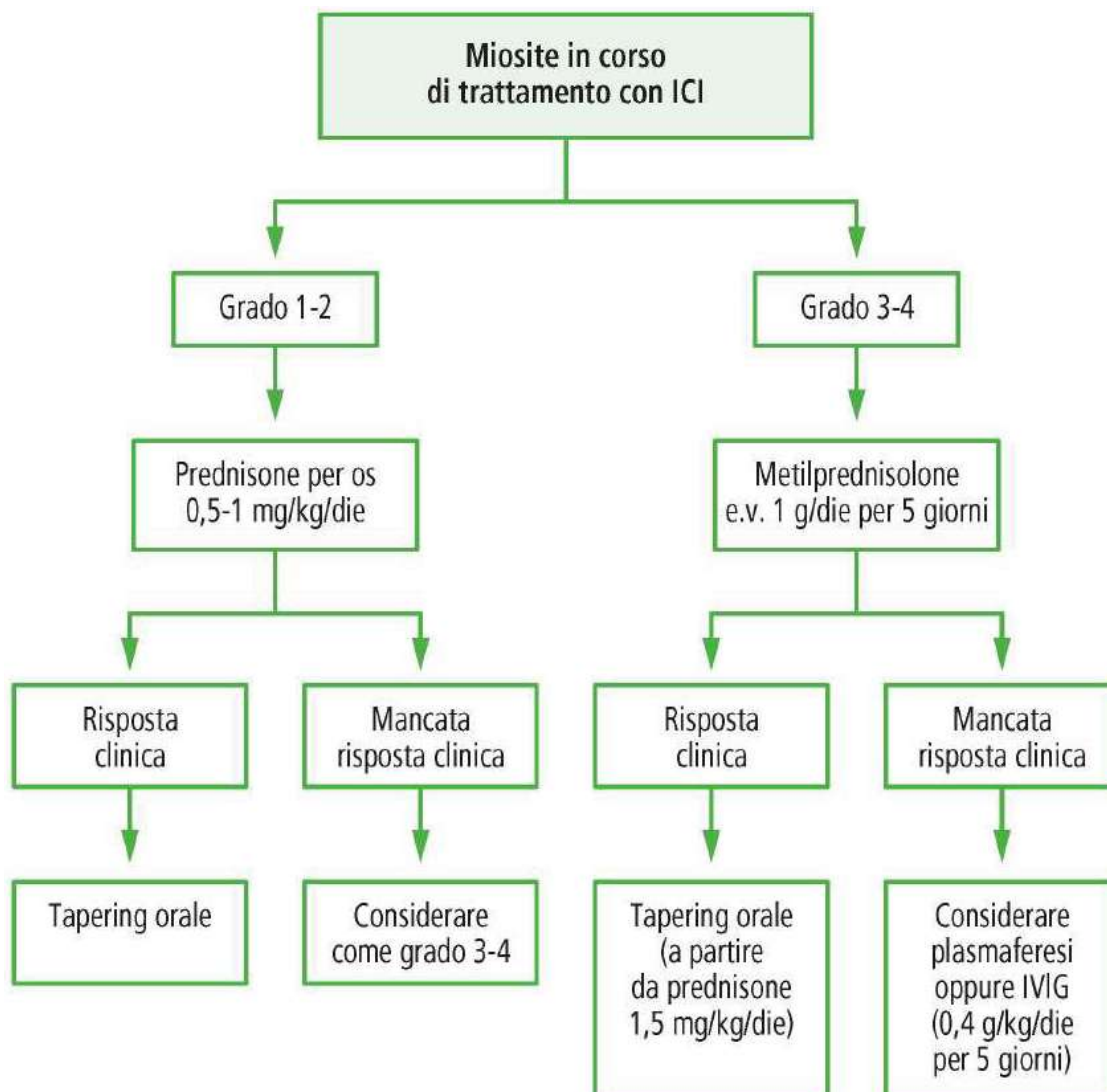 Miosite in corso
di trattamento con ICI
Grado 1-2
Grado 3-4
Prednisone per os
0,5-1 mg/kg/die
Metilprednisolone
e.v. 1 g/die per 5 giorni
Risposta
clinica
Mancata
risposta clinica
Risposta
clinica
Mancata
risposta clinica
Tapering orale
Considerare
come grado 3-4
Tapering orale
(a partire
da prednisone
1,5 mg/kg/die)
Considerare
plasmaferesi
oppure IVIG
(0,4 g/kg/die
per 5 giorni)